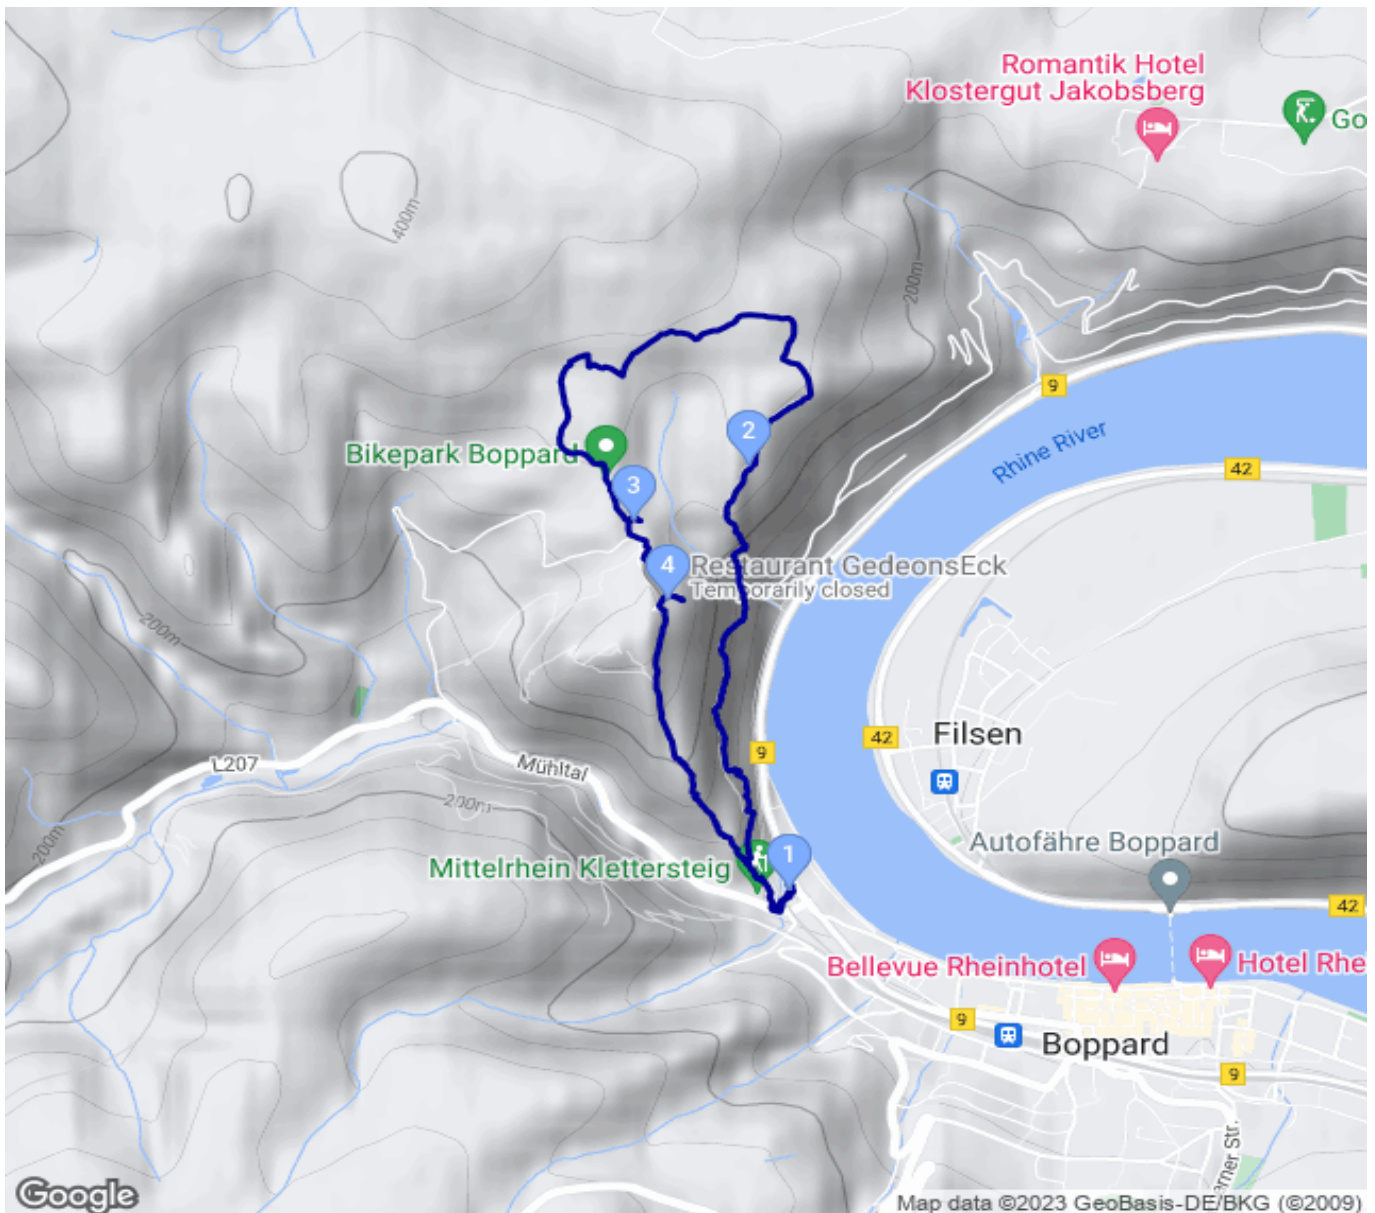 Romantik Hotel
Klostergut Jakobsberg
Go
400m
200m
9
Rhine River
42
2
Bikepark Boppard
3
4
Restaurant GedeonsEck
Temporarily closed
200m
Filsen
42
9
L207
Mühltal
200m
200m
Autofähre Boppard
1
Mittelrhein Klettersteig
42
Bellevue Rheinhotel
Hotel Rhe
9
Boppard
9
erner Str.
Google
Map data ©2023 GeoBasis-DE/BKG (©2009)